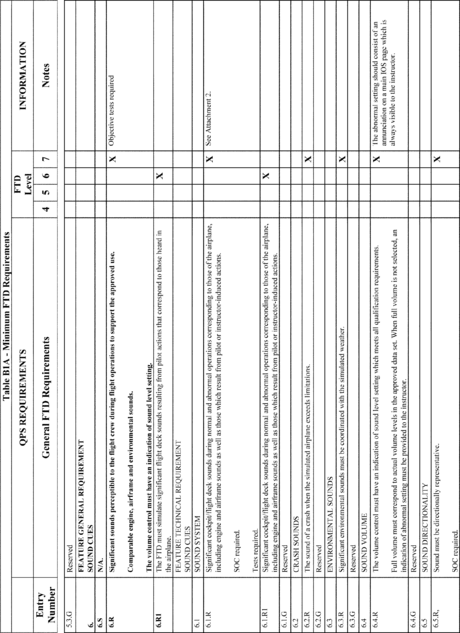 Table B1A - Minimum FTD Requirements
QPS REQUIREMENTS
FTD
Level
INFORMATION
Entry
Number
General FTD Requirements
4 5 6 7
Notes
5.3.G Reserved
FEATURE GENERAL REQUIREMENT
6. SOUND CUES
6.S N/A.
6.R Significant sounds perceptible to the flight crew during flight operations to support the approved use. X Objective tests required
Comparable engine, airframe and environmental sounds.
The volume control must have an indication of sound level setting.
6.R1 The FTD must simulate significant flight deck sounds resulting from pilot actions that correspond to those heard in X
the airplane.
FEATURE TECHNICAL REQUIREMENT
SOUND CUES
6.1 SOUND SYSTEM
6.1.R Significant cockpit/flight deck sounds during normal and abnormal operations corresponding to those of the airplane, X See Attachment 2.
including engine and airframe sounds as well as those which result from pilot or instructor-induced actions.
SOC required.
Tests required.
6.1.R1 Significant cockpit/flight deck sounds during normal and abnormal operations corresponding to those of the airplane, X
including engine and airframe sounds as well as those which result from pilot or instructor-induced actions.
6.1.G Reserved
6.2 CRASH SOUNDS
6.2.R The sound of a crash when the simulated airplane exceeds limitations. X
6.2.G Reserved
6.3 ENVIRONMENTAL SOUNDS
6.3.R Significant environmental sounds must be coordinated with the simulated weather. X
6.3.G Reserved
6.4 SOUND VOLUME
6.4.R The volume control must have an indication of sound level setting which meets all qualification requirements. X The abnormal setting should consist of an
annunciation on a main IOS page which is
always visible to the instructor.
Full volume must correspond to actual volume levels in the approved data set. When full volume is not selected, an
indication of abnormal setting must be provided to the instructor.
6.4.G Reserved
6.5 SOUND DIRECTIONALITY
6.5.R, Sound must be directionally representative. X
SOC required.